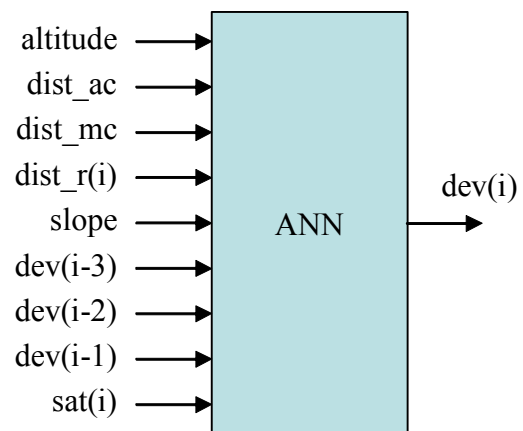 altitude
dist_ac
dist_mc
dist_r(i)
slope
dev(i-3)
dev(i-2)
dev(i-1)
sat(i)
ANN
dev(i)